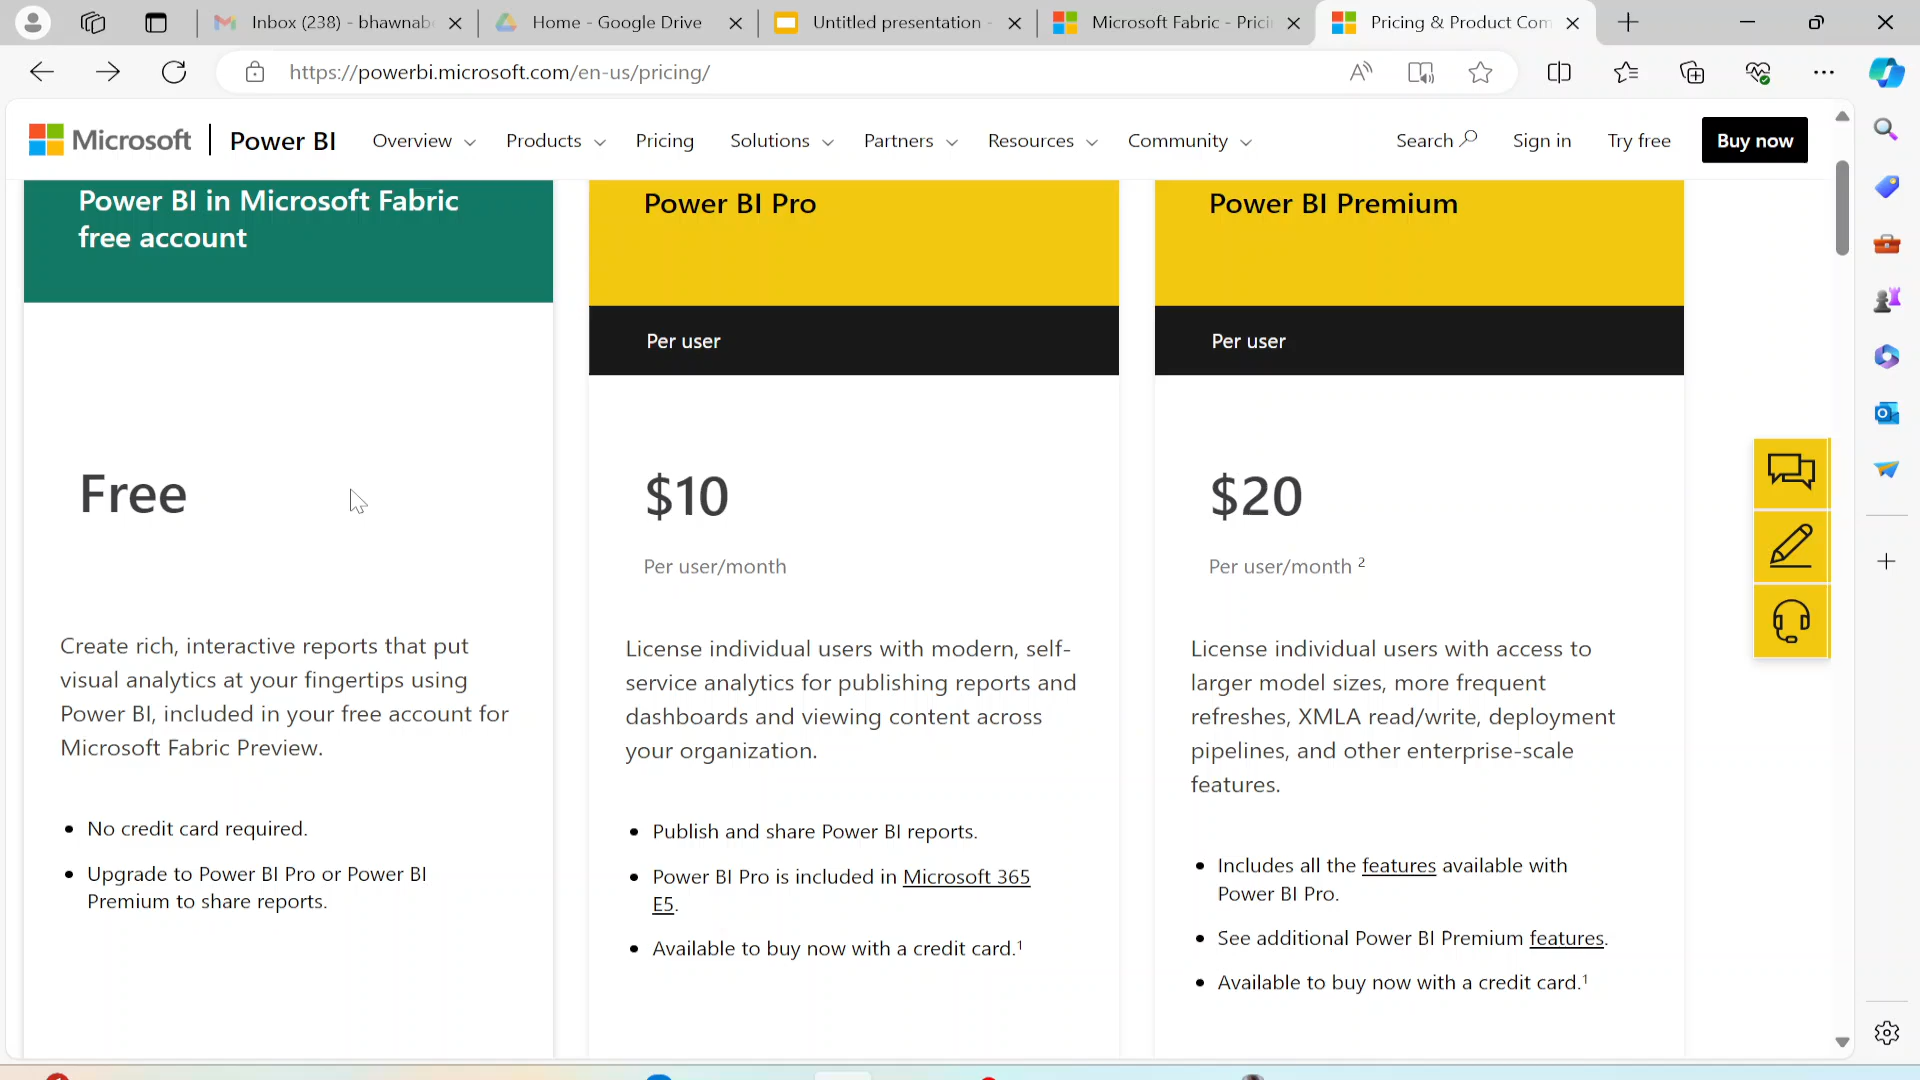 Inbox (238) - bhawnabe
Home - Google Drive
Untitled presentation -
Microsoft Fabric - Prici
Pricing & Product Com
https://powerbi.microsoft.com/en-us/pricing/
Microsoft
Power BI
Overview
Products
Pricing
Solutions
Partners
Resources
Community
Search
Sign in
Try free
Buy now
Power BI in Microsoft Fabric
free account
Free
Create rich, interactive reports that put
visual analytics at your fingertips using
Power BI, included in your free account for
Microsoft Fabric Preview.
• No credit card required.
• Upgrade to Power BI Pro or Power BI
Premium to share reports.
Power BI Pro
Per user
$10
Per user/month
License individual users with modern, self-
service analytics for publishing reports and
dashboards and viewing content across
your organization.
• Publish and share Power BI reports.
• Power BI Pro is included in Microsoft 365
E5.
• Available to buy now with a credit card.¹
Power BI Premium
Per user
$20
Per user/month ²
License individual users with access to
larger model sizes, more frequent
refreshes, XMLA read/write, deployment
pipelines, and other enterprise-scale
features.
• Includes all the features available with
Power BI Pro.
• See additional Power BI Premium features.
• Available to buy now with a credit card.¹